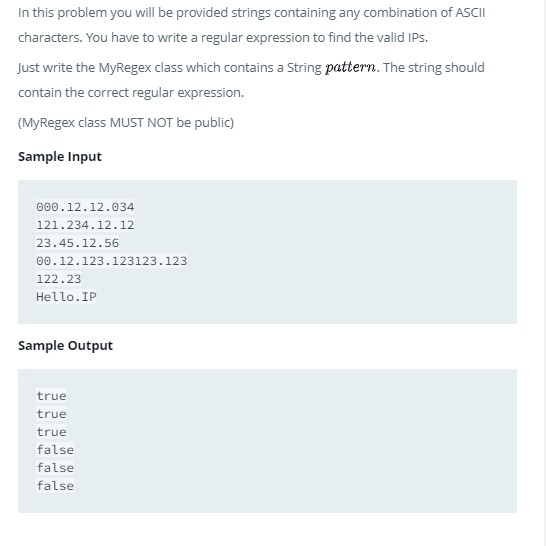 In this problem you will be provided strings containing any combination of ASCII
characters. You have to write a regular expression to find the valid IPs.
Just write the MyRegex class which contains a String pattern. The string should
contain the correct regular expression.
(MyRegex class MUST NOT be public)
Sample Input
000.12.12.034
121.234.12.12
23.45.12.56
00.12.123.123123.123
122.23
Hello.IP
Sample Output
true
true
true
false
false
false